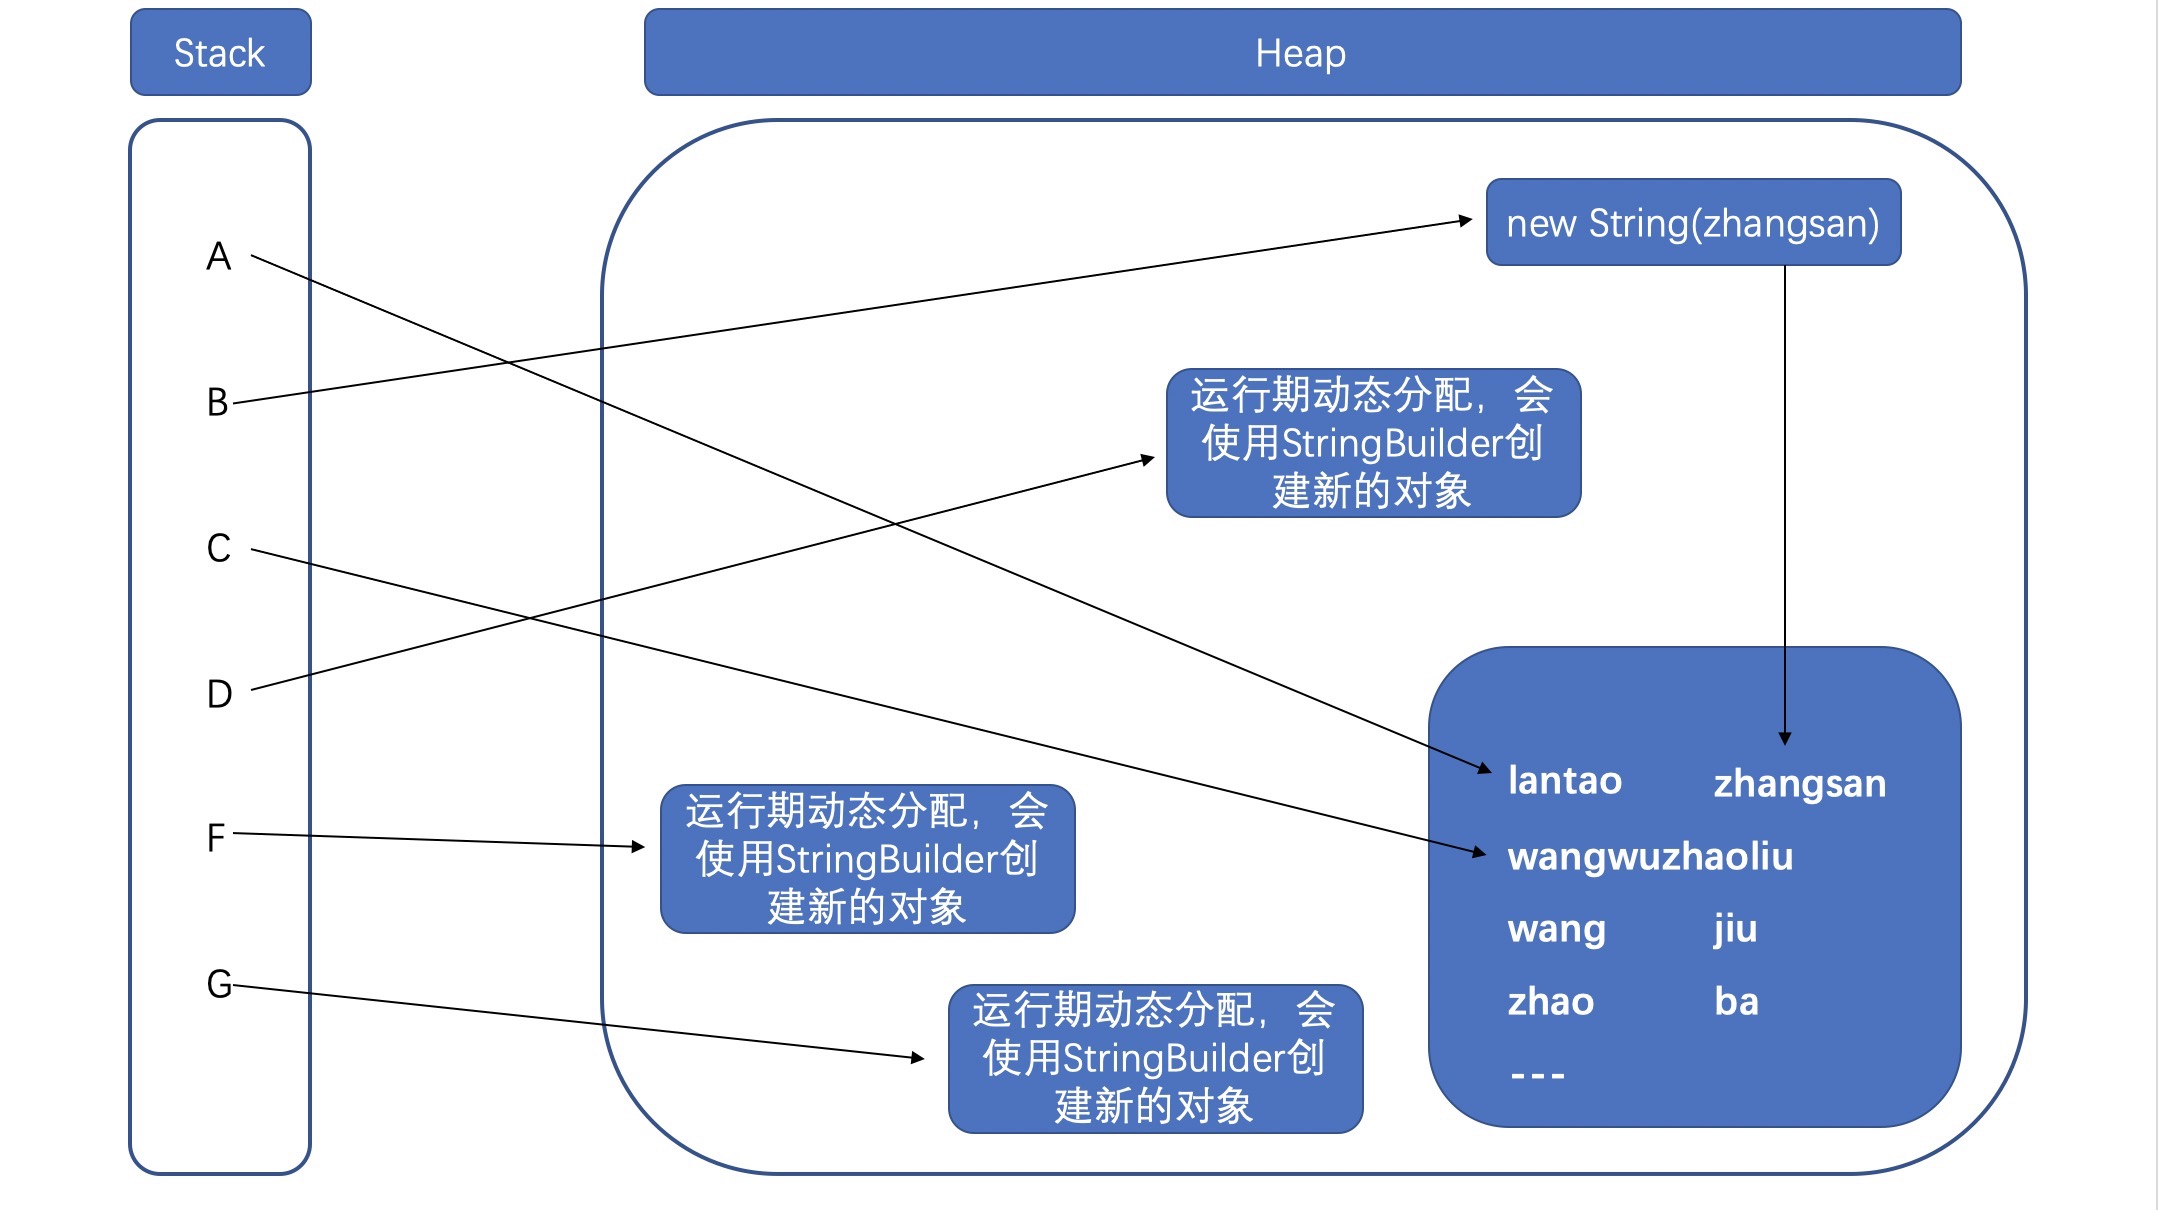 Stack
Heap
A
B
C
D
F
G
new String(zhangsan)
运行期动态分配，会
使用StringBuilder创
建新的对象
运行期动态分配，会
使用StringBuilder创
建新的对象
运行期动态分配，会
使用StringBuilder创
建新的对象
lantao zhangsan
wangwuzhaoliu
wang jiu
zhao ba
---